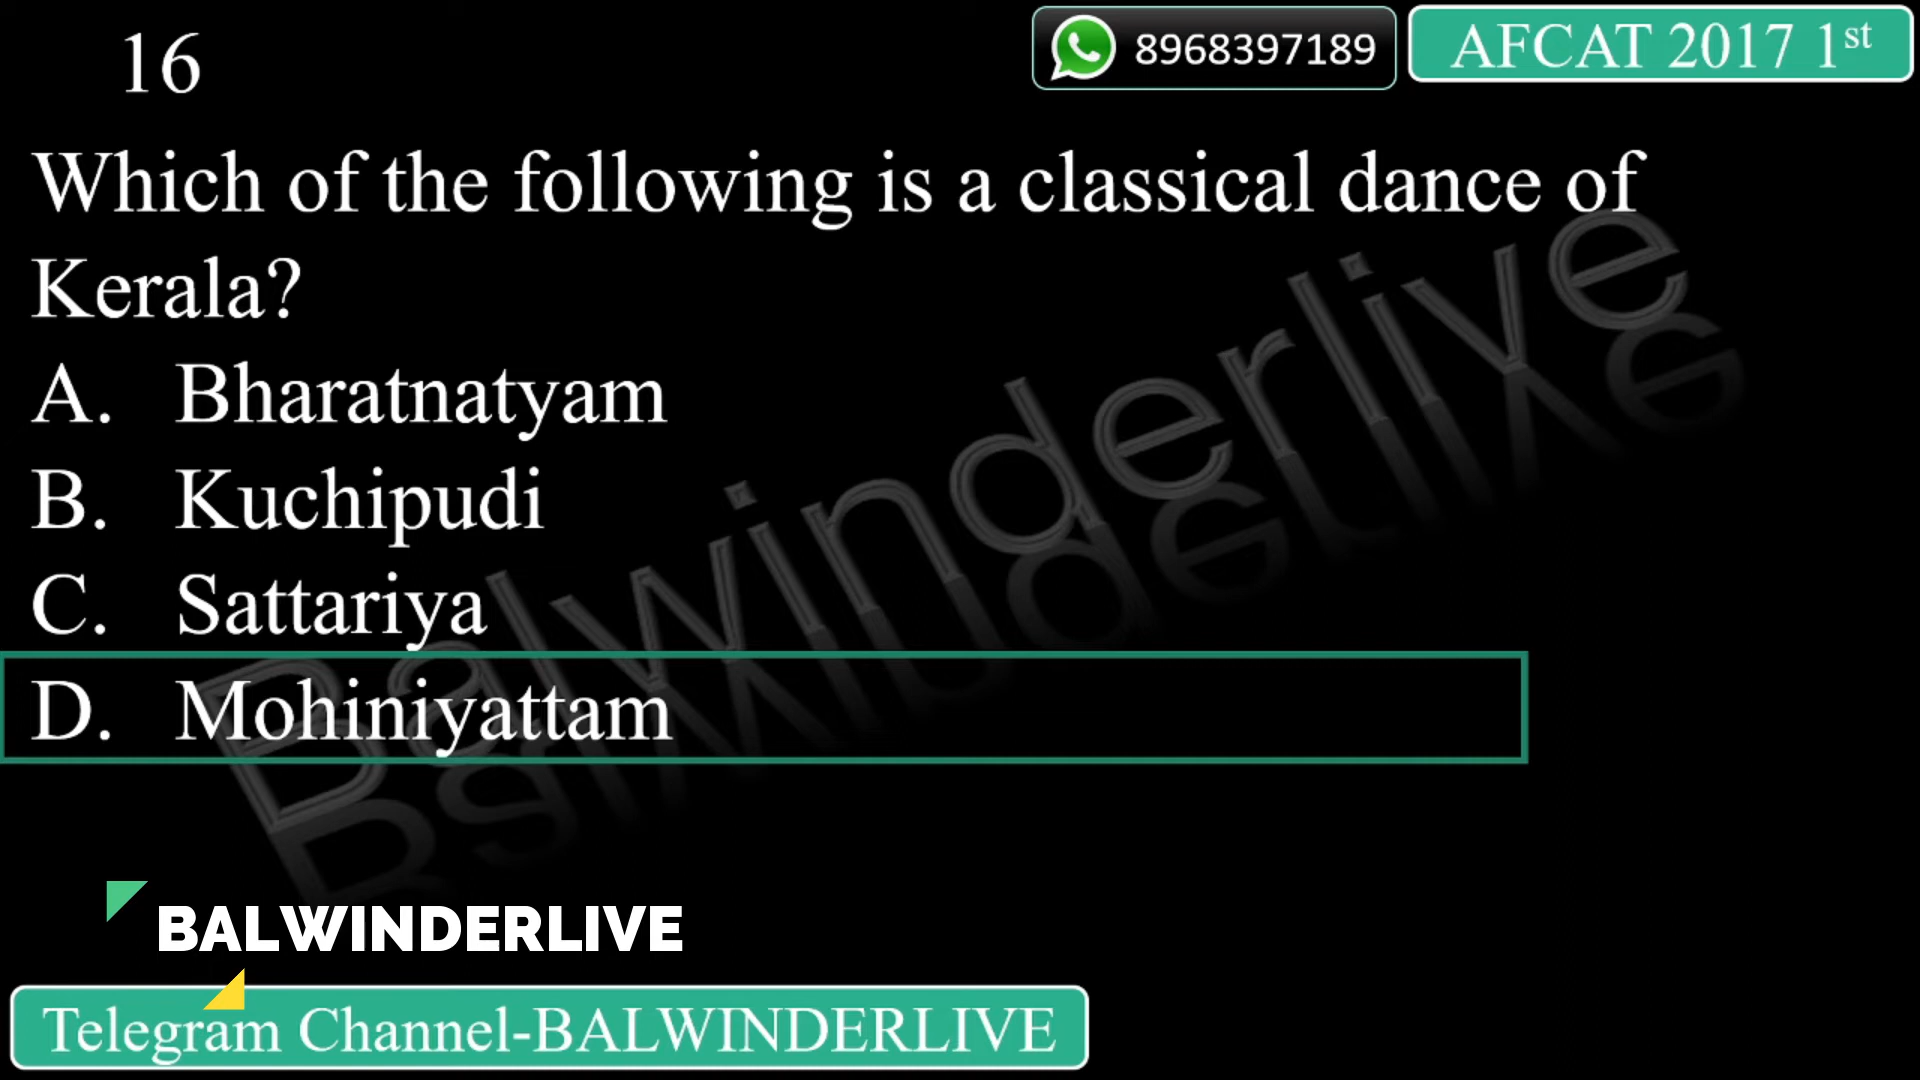 16
8968397189
AFCAT 2017 1st
Which of the following is a classical dance of
Kerala?
A. Bharatnatyam
B. Kuchipudi
C. Sattariya
D. Mohiniyattam
Balwinderlive
BALWINDERLIVE
Telegram Channel-BALWINDERLIVE